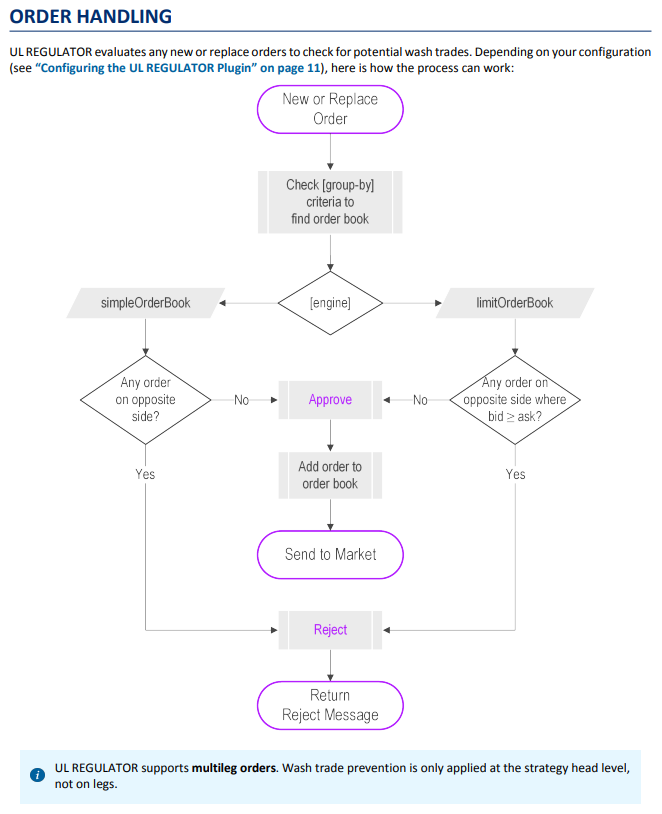 ORDER HANDLING
UL REGULATOR evaluates any new or replace orders to check for potential wash trades. Depending on your configuration
(see “Configuring the UL REGULATOR Plugin” on page 11), here is how the process can work:
New or Replace
Order
Check [group-by]
criteria to
find order book
simpleOrderBook
[engine]
limitOrderBook
Any order
on opposite
side?
No
Approve
No
Any order on
opposite side where
bid ≥ ask?
Yes
Add order to
order book
Yes
Send to Market
Reject
Return
Reject Message
i
UL REGULATOR supports multileg orders. Wash trade prevention is only applied at the strategy head level,
not on legs.